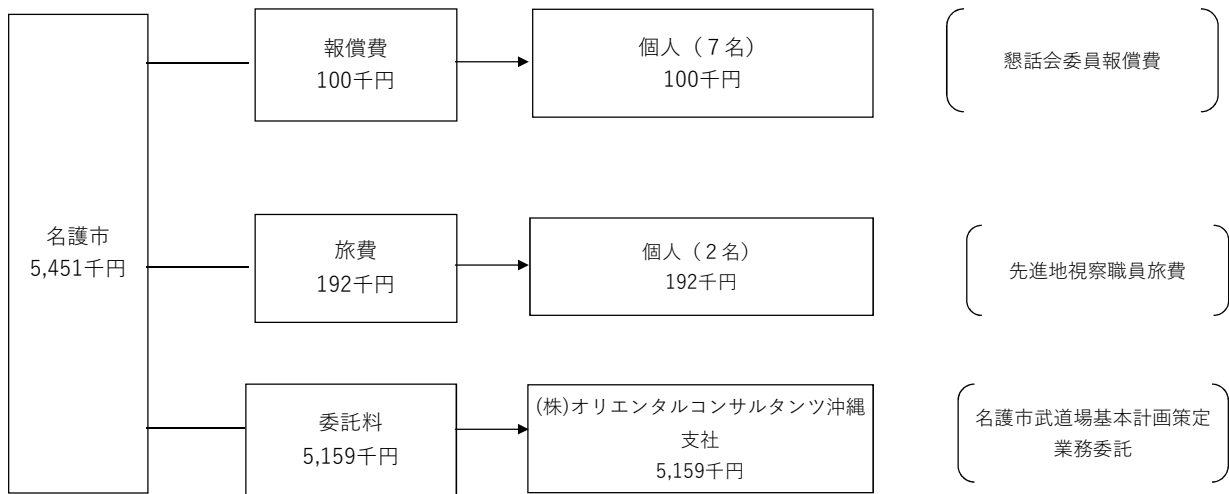 名護市
5,451千円
報償費
100千円
個人（７名）
100千円
懇話会委員報償費
旅費
192千円
個人（２名）
192千円
先進地視察職員旅費
委託料
5,159千円
(株)オリエンタルコンサルタンツ沖縄
支社
5,159千円
名護市武道場基本計画策定
業務委託